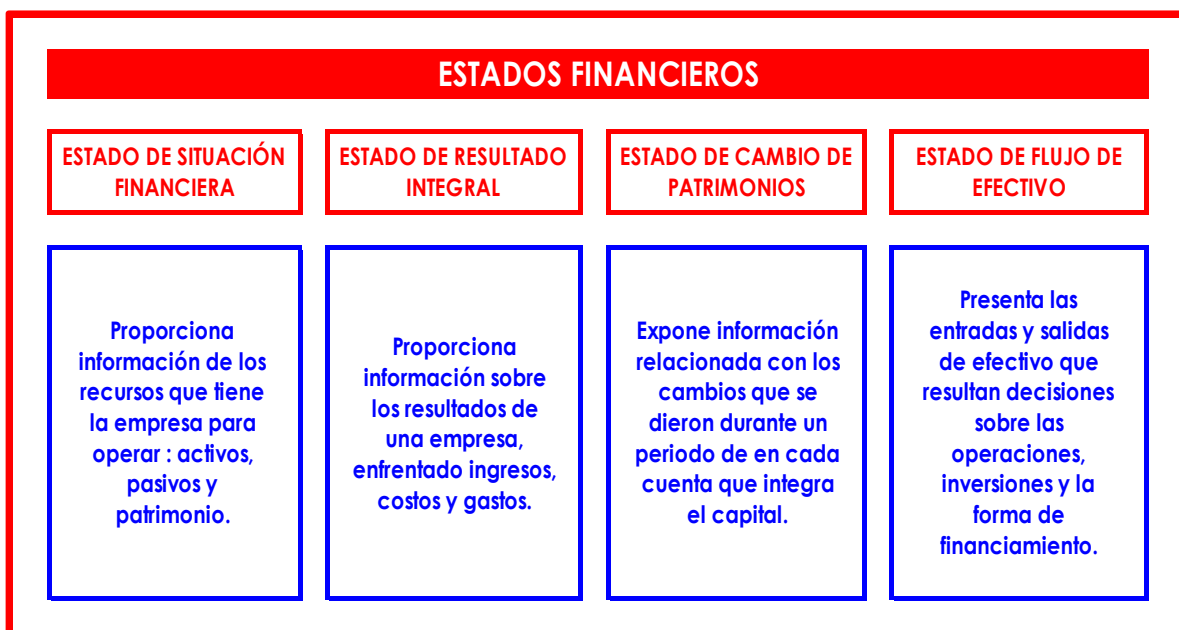 ESTADOS FINANCIEROS
ESTADO DE SITUACIÓN
FINANCIERA
ESTADO DE RESULTADO
INTEGRAL
ESTADO DE CAMBIO DE
PATRIMONIOS
ESTADO DE FLUJO DE
EFECTIVO
Proporciona
información de los
recursos que tiene
la empresa para
operar : activos,
pasivos y
patrimonio.
Proporciona
información sobre
los resultados de
una empresa,
enfrentado ingresos,
costos y gastos.
Expone información
relacionada con los
cambios que se
dieron durante un
periodo de en cada
cuenta que integra
el capital.
Presenta las
entradas y salidas
de efectivo que
resultan decisiones
sobre las
operaciones,
inversiones y la
forma de
financiamiento.